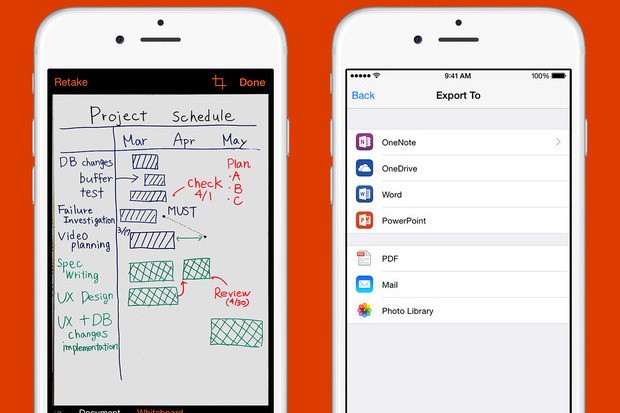 Retake
Done
Project Schedule
Mar Apr May
DB changes
buffer
test
Plan
·A
·B
·C
check
4/1
Failure
Investigation
MUST
Video
planning
3/17
Spec
Writing
UX Design
Review
(4/30)
UX + DB
changes
implementation
Document
Whiteboard
9:41 AM
100%
Back
Export To
OneNote
OneDrive
Word
PowerPoint
PDF
Mail
Photo Library